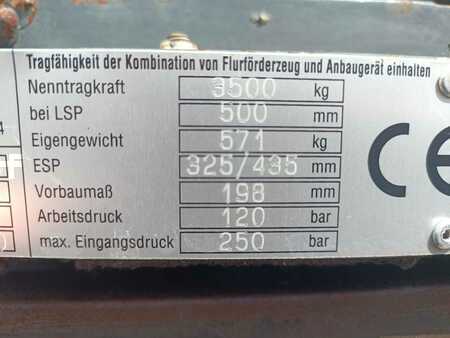 Tragfähigkeit der Kombination von Flurförderzeug und Anbaugerät einhalten
Nenntragkraft 3500 kg
bei LSP 500 mm
Eigengewicht 571 kg
ESP 325/435 mm
Vorbaumaß 198 mm
Arbeitsdruck 120 bar
max. Eingangsdruck 250 bar
CE